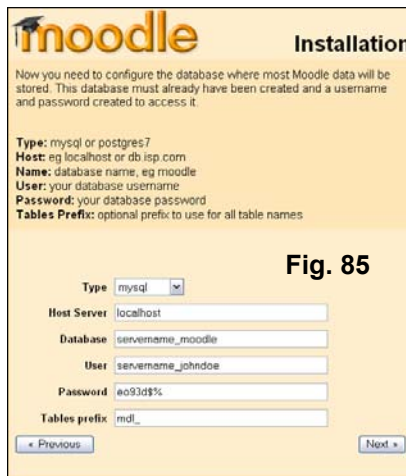 moodle
Installation
Now you need to configure the database where most Moodle data will be
stored. This database must already have been created and a username
and password created to access it.
Type: mysql or postgres7
Host: eg localhost or db.isp.com
Name: database name, eg moodle
User: your database username
Password: your database password
Tables Prefix: optional prefix to use for all table names
Fig. 85
Type mysql
Host Server localhost
Database servername_moodle
User servername_johndoe
Password eo93d$%
Tables prefix mdl_
« Previous
Next »